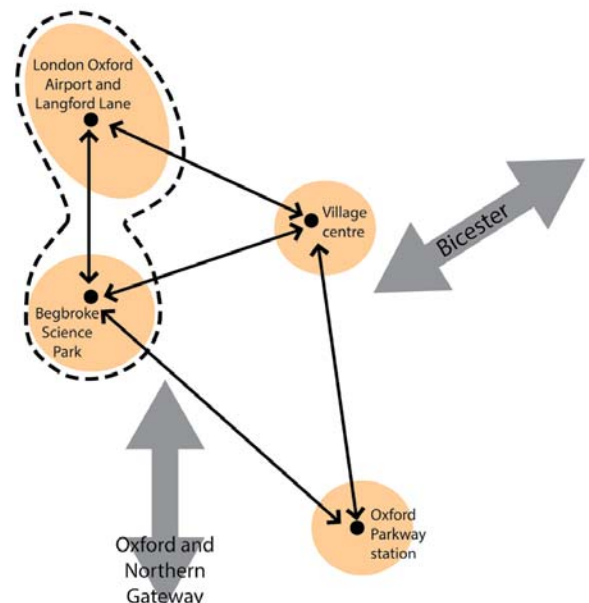 London Oxford
Airport and
Langford Lane
Village
centre
Bicester
Begbroke
Science
Park
Oxford
Parkway
station
Oxford and
Northern
Gateway